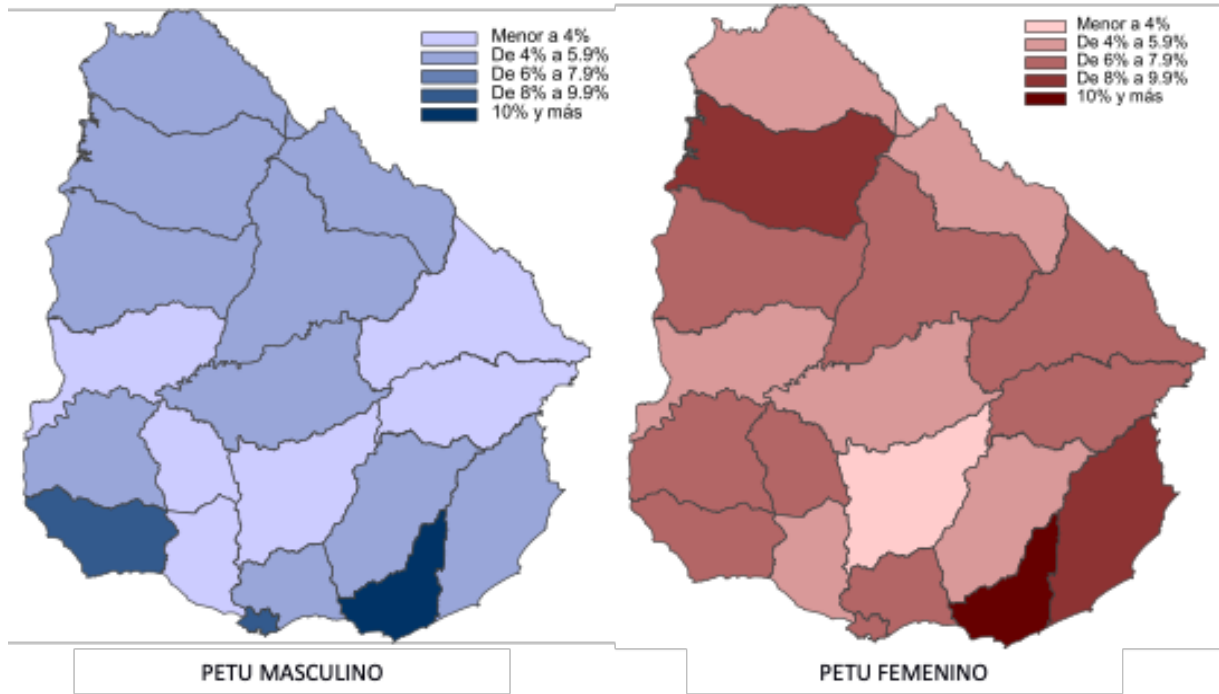 Menor a 4%
De 4% a 5.9%
De 6% a 7.9%
De 8% a 9.9%
10% y más
Menor a 4%
De 4% a 5.9%
De 6% a 7.9%
De 8% a 9.9%
10% y más
PETU MASCULINO
PETU FEMENINO